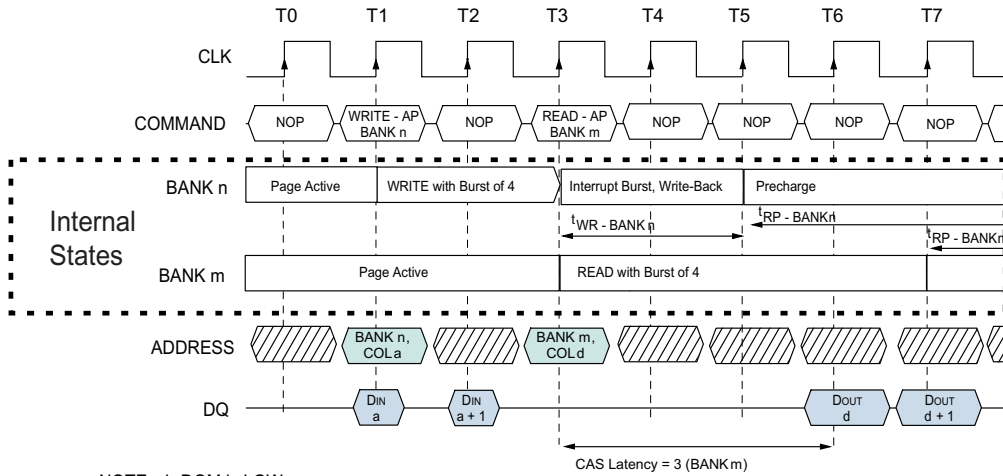 T0 T1 T2 T3 T4 T5 T6 T7
CLK
COMMAND
NOP
WRITE - AP
BANK n
NOP
READ - AP
BANK m
NOP
NOP
NOP
NOP
Internal
States
BANK n
Page Active
WRITE with Burst of 4
Interrupt Burst, Write-Back
Precharge
tWR - BANK n
tRP - BANK n
tRP - BANK m
BANK m
Page Active
READ with Burst of 4
ADDRESS
BANK n,
COL a
BANK m,
COL d
DQ
DIN
a
DIN
a + 1
DOUT
d
DOUT
d + 1
CAS Latency = 3 (BANK m)